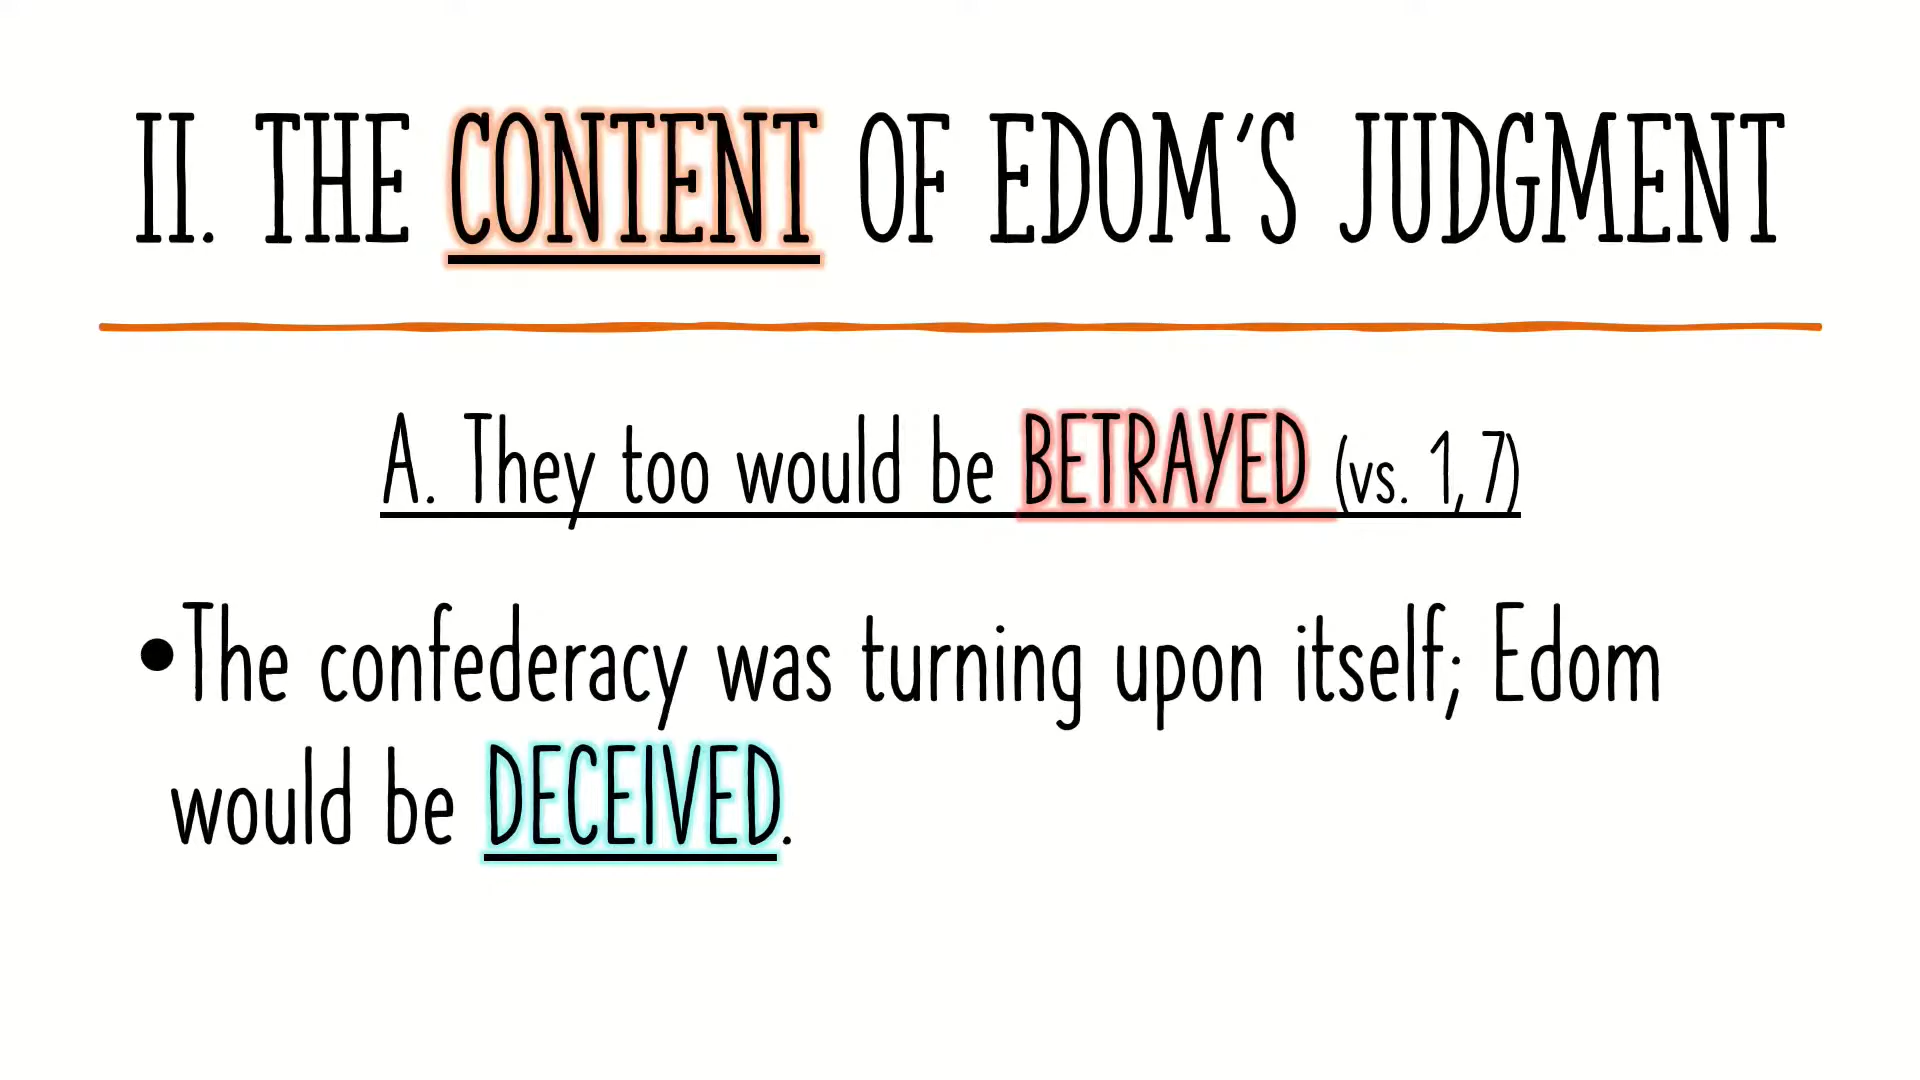 II. THE CONTENT OF EDOM’S JUDGMENT
A. They too would be BETRAYED (vs. 1, 7)
•The confederacy was turning upon itself; Edom
would be DECEIVED.